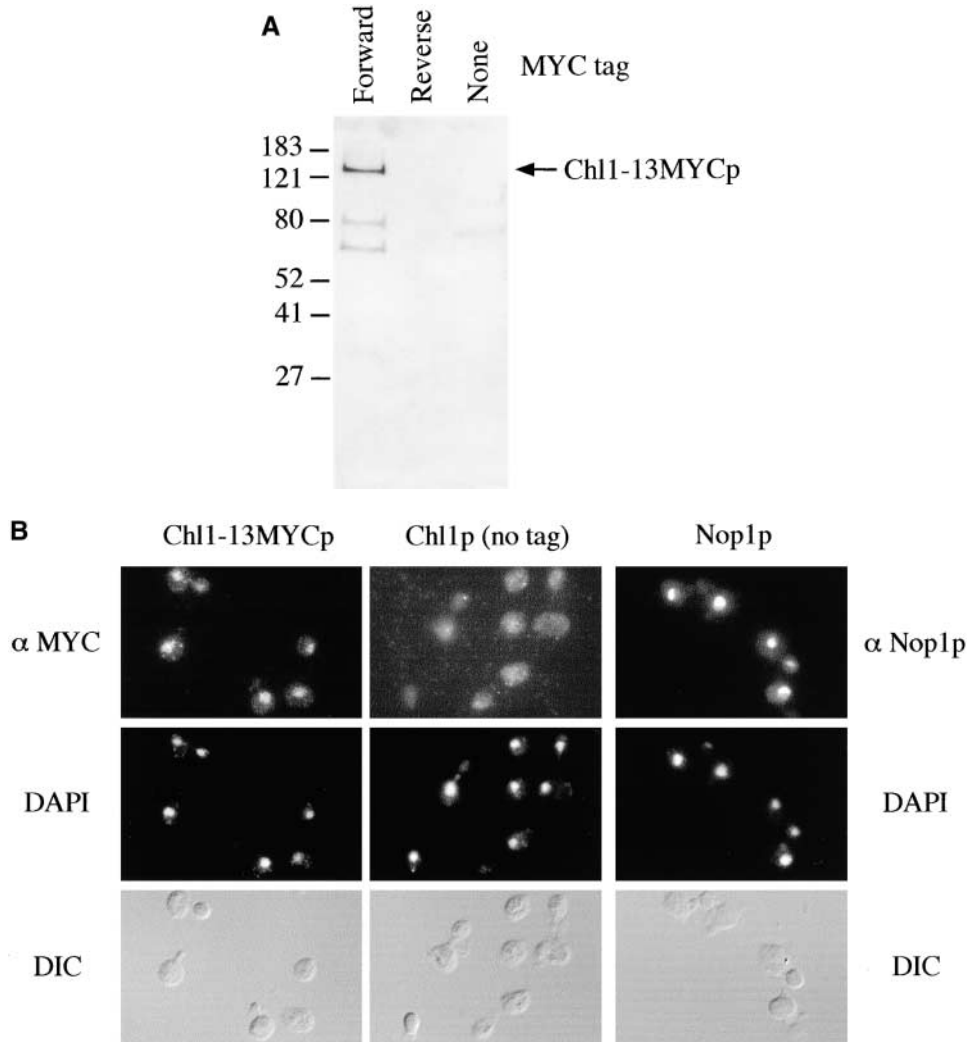 A
Forward
Reverse
None
MYC tag
183
121
80
52
41
27
Chl1-13MYCp
B
Chl1-13MYCp
Chl1p (no tag)
Nop1p
α MYC
α Nop1p
DAPI
DAPI
DIC
DIC